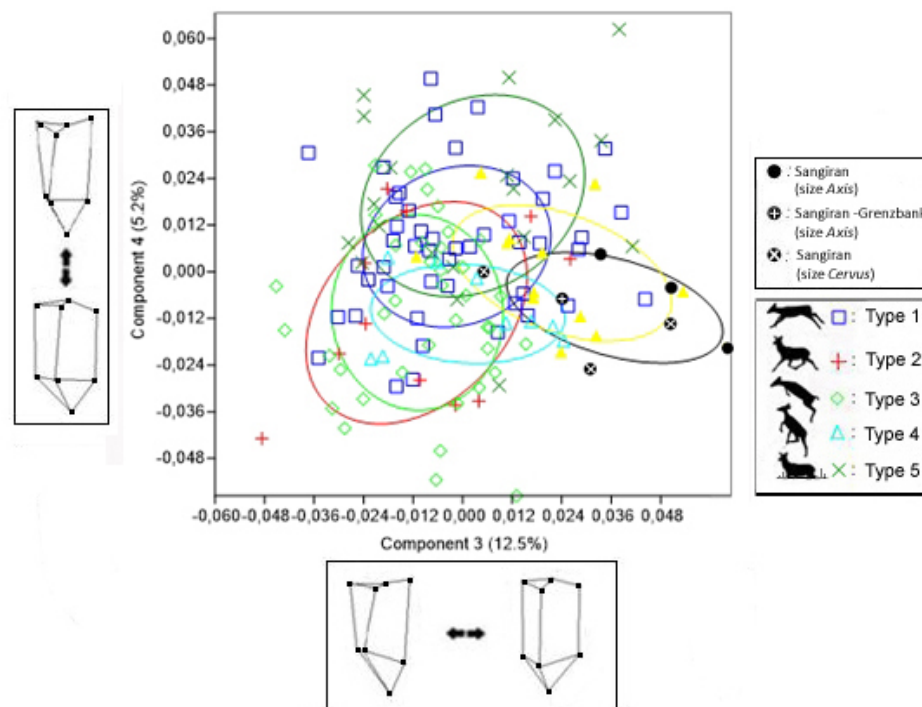 0,060
0,048
0,036
0,024
0,012
0,000
-0,012
-0,024
-0,036
-0,048
Component 4 (5.2%)
-0,060 -0,048 -0,036 -0,024 -0,012 0,000 0,012 0,024 0,036 0,048
Component 3 (12.5%)
: Sangiran
(size Axis)
: Sangiran -Grenzbank
(size Axis)
: Sangiran
(size Cervus)
: Type 1
: Type 2
: Type 3
: Type 4
: Type 5